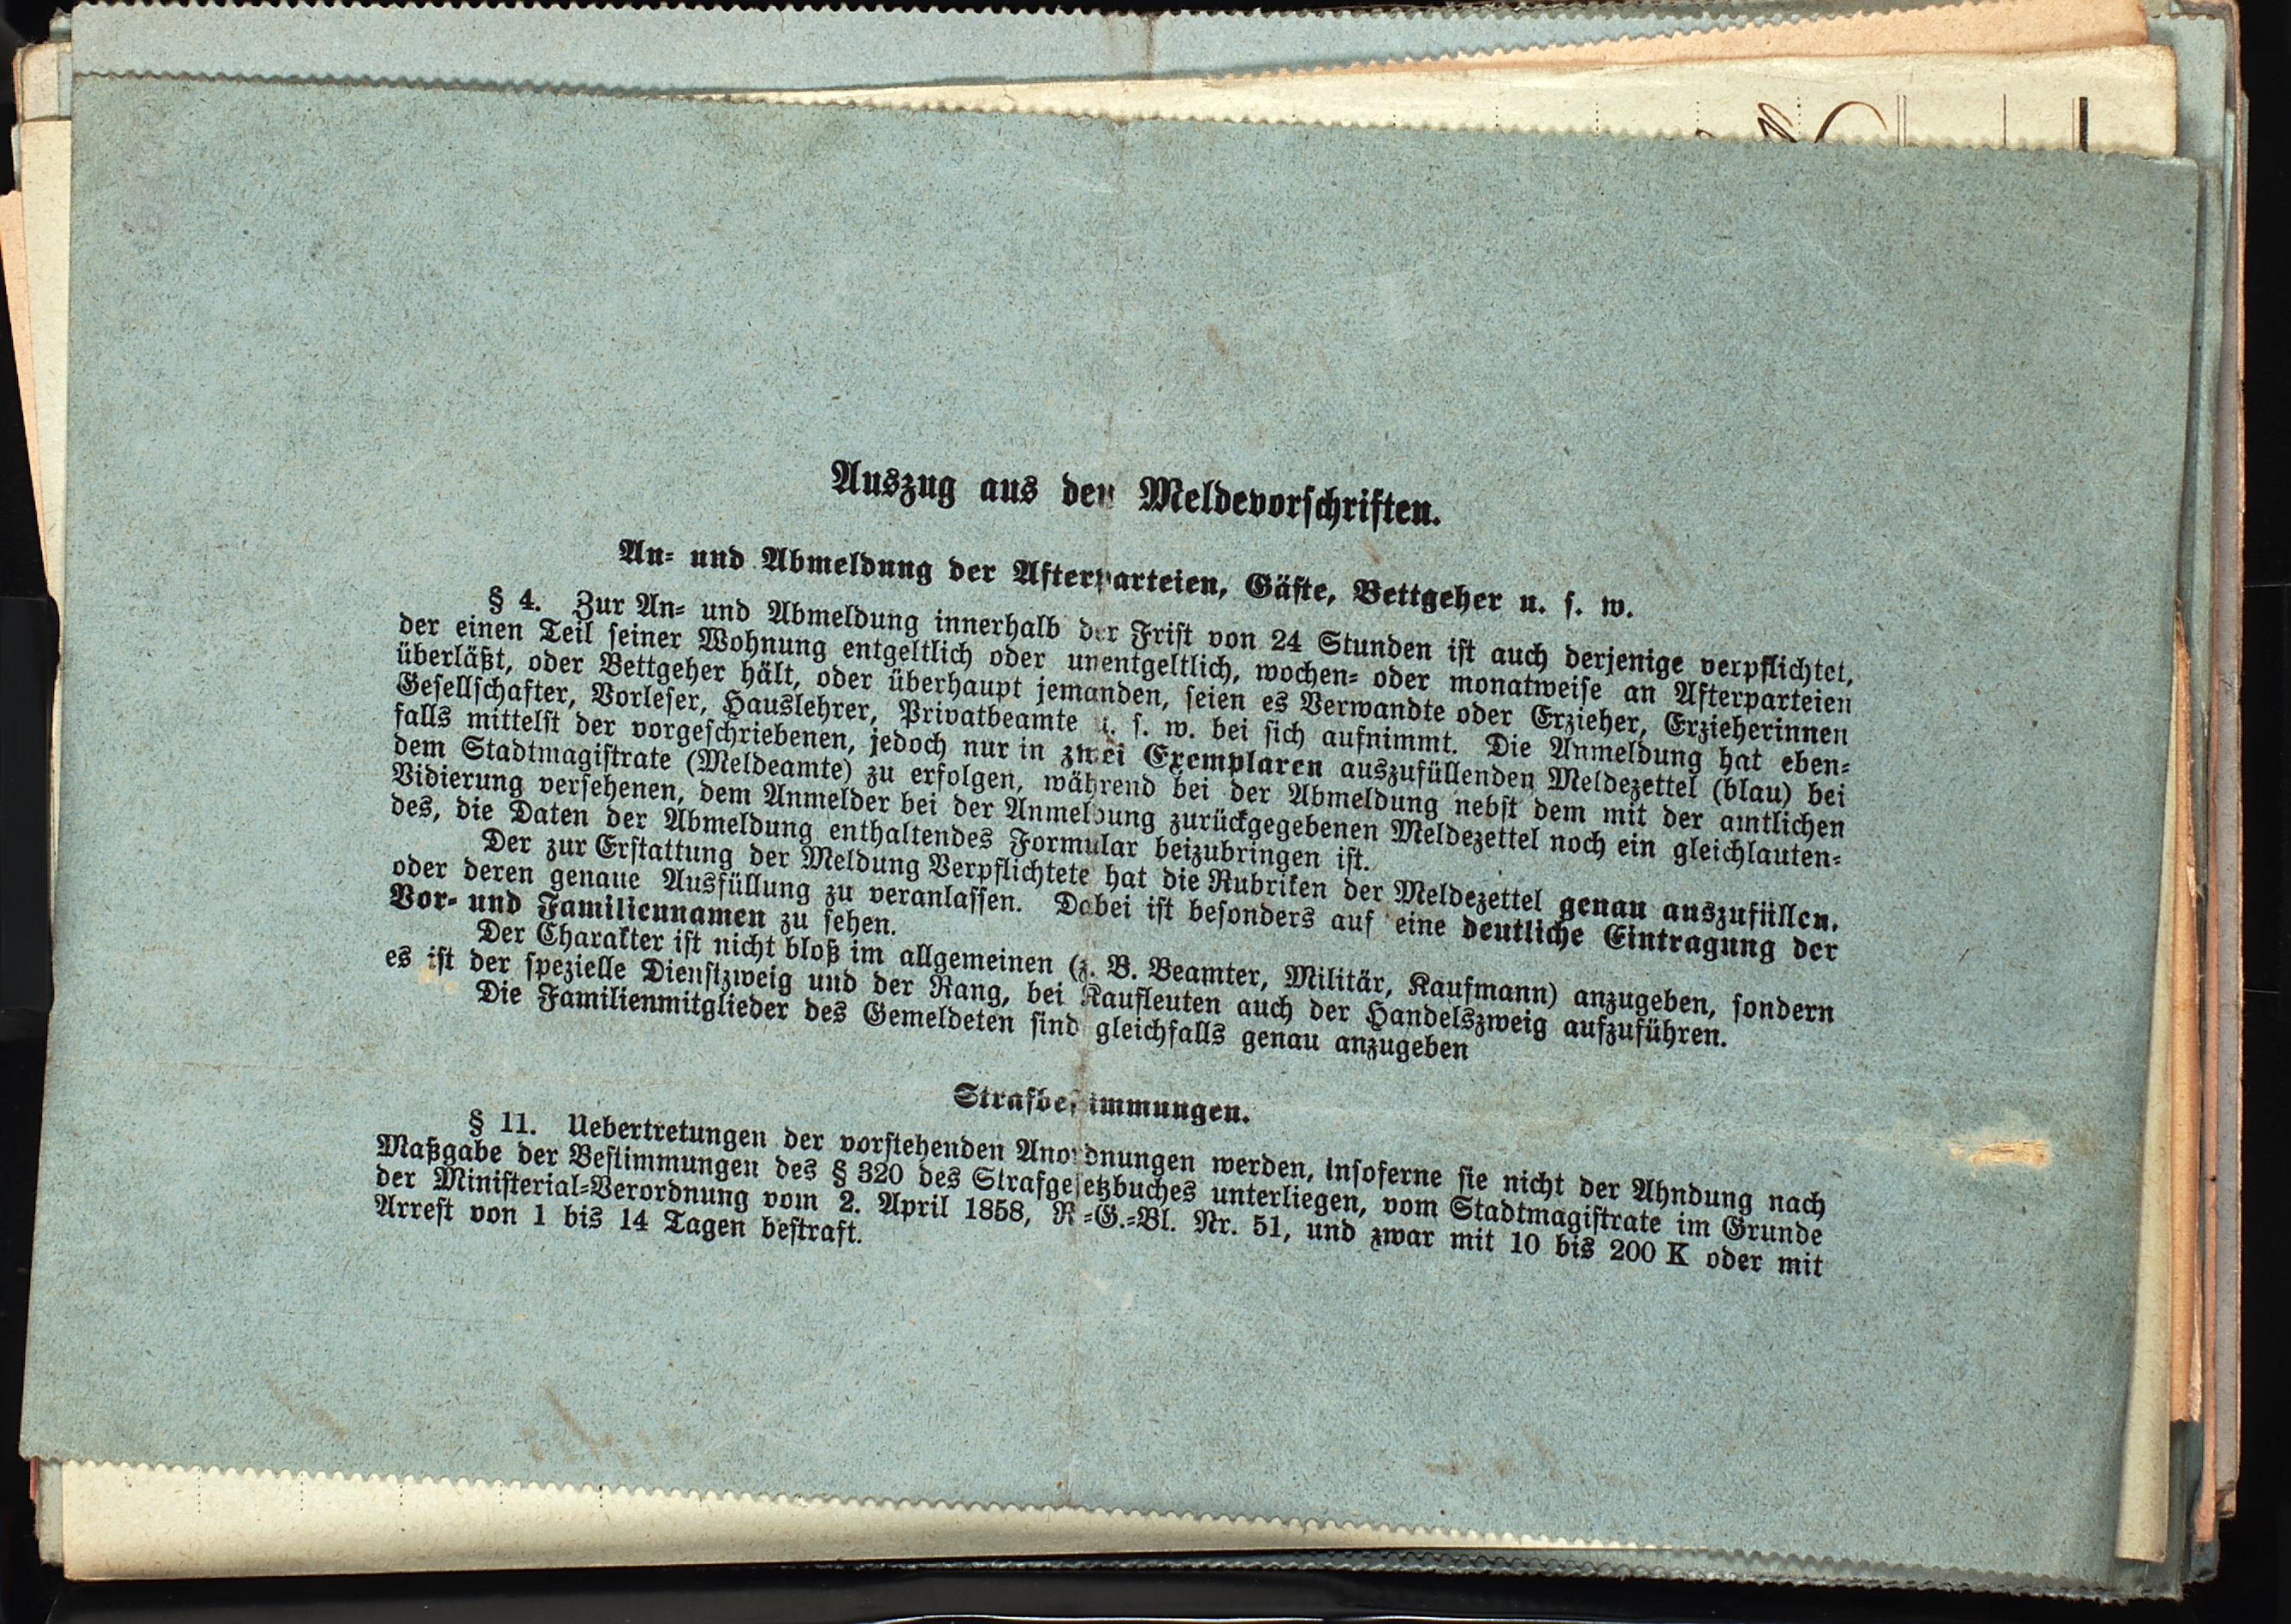 Auszug aus den Meldevorschriften.
An- und Abmeldung der Afterparteien, Gäste, Bettgeher u. s. w.
§ 4. Zur An- und Abmeldung innerhalb der Frist von 24 Stunden ist auch derjenige verpflichtet,
der einen Teil seiner Wohnung entgeltlich oder unentgeltlich, wochen- oder monatweise an Afterparteien
überläßt, oder Bettgeher hält, oder überhaupt jemanden, seien es Verwandte oder Erzieher, Erzieherinnen
Gesellschafter, Vorleser, Hauslehrer, Privatbeamte u. s. w. bei sich aufnimmt. Die Anmeldung hat eben-
falls mittelst der vorgeschriebenen, jedoch nur in zwei Exemplaren auszufüllenden Meldezettel (blau) bei
dem Stadtmagistrate (Meldeamte) zu erfolgen, während bei der Abmeldung nebst dem mit der amtlichen
Vidierung versehenen, dem Anmelder bei der Anmeldung zurückgegebenen Meldezettel noch ein gleichlauten-
des, die Daten der Abmeldung enthaltendes Formular beizubringen ist.
Der zur Erstattung der Meldung Verpflichtete hat die Rubriken der Meldezettel genau auszufüllen,
oder deren genaue Ausfüllung zu veranlassen. Dabei ist besonders auf eine deutliche Eintragung der
Vor- und Familiennamen zu sehen.
Der Charakter ist nicht bloß im allgemeinen (z. B. Beamter, Militär, Kaufmann) anzugeben, sondern
es ist der spezielle Dienstzweig und der Rang, bei Kaufleuten auch der Handelszweig aufzuführen.
Die Familienmitglieder des Gemeldeten sind gleichfalls genau anzugeben
Strafbestimmungen.
§ 11. Uebertretungen der vorstehenden Anordnungen werden, insoferne sie nicht der Ahndung nach
Maßgabe der Bestimmungen des § 320 des Strafgesetzbuches unterliegen, vom Stadtmagistrate im Grunde
der Ministerial-Verordnung vom 2. April 1858, R-G.-Bl. Nr. 51, und zwar mit 10 bis 200 K oder mit
Arrest von 1 bis 14 Tagen bestraft.